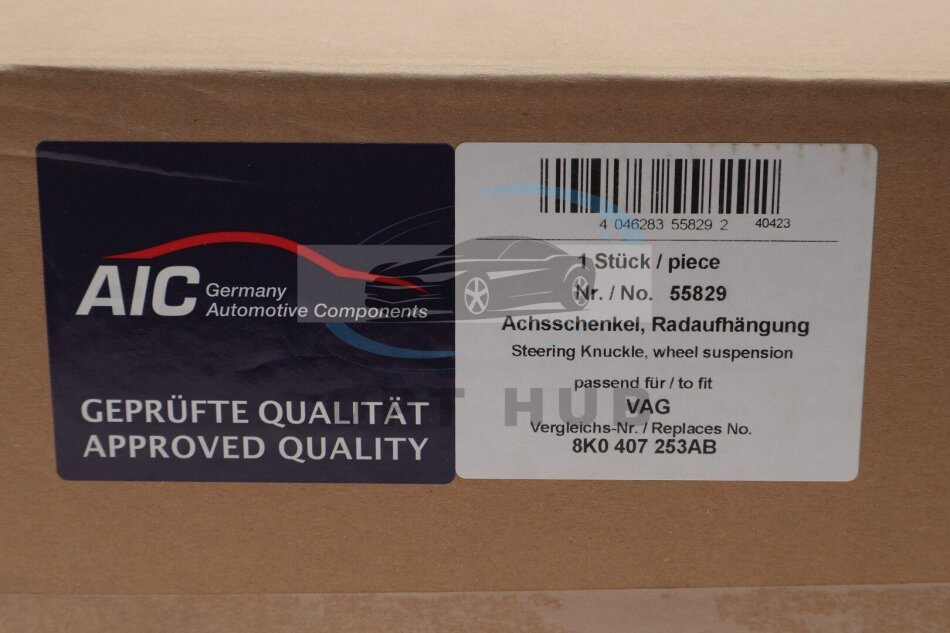 AIC Germany
Automotive Components
GEPRÜFTE QUALITÄT
APPROVED QUALITY
4 046283 55829 2 40423
1 Stück / piece
Nr. / No. 55829
Achsschenkel, Radaufhängung
Steering Knuckle, wheel suspension
passend für / to fit
VAG
Vergleichs-Nr. / Replaces No.
8K0 407 253AB
HUB